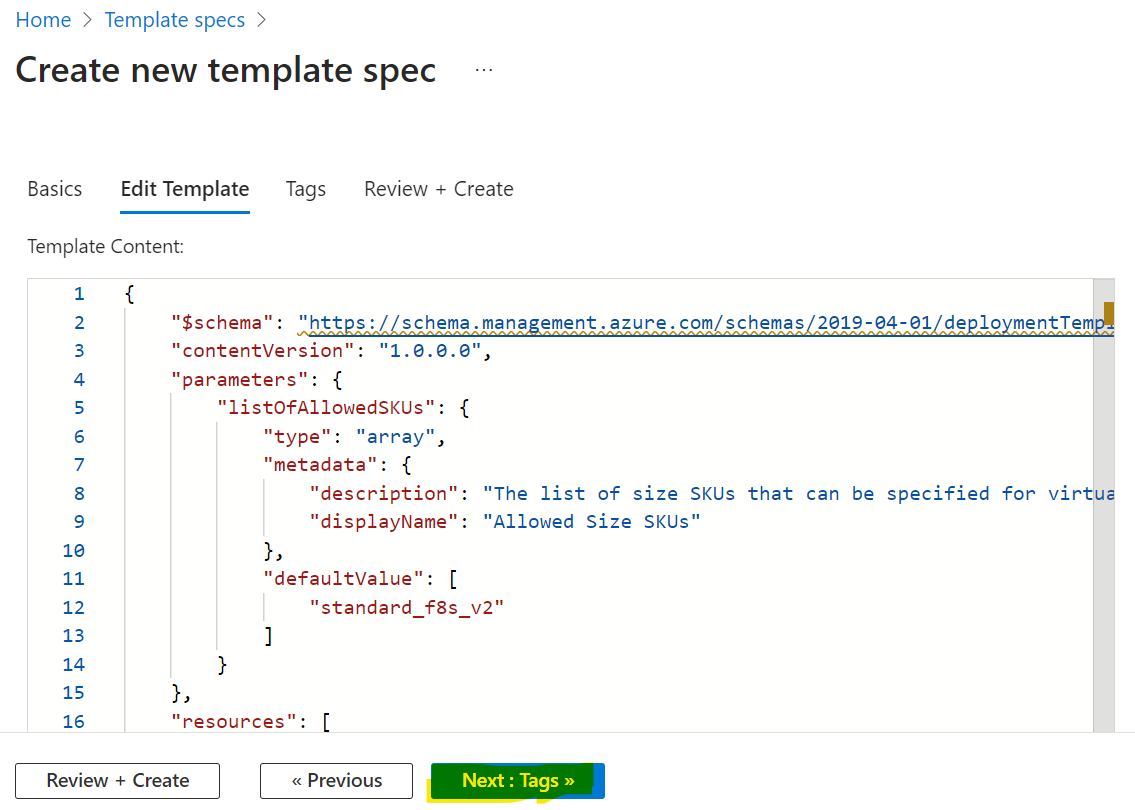 Home > Template specs >
Create new template spec ...
Basics Edit Template Tags Review + Create
Template Content:
1 {
2 "$schema": "https://schema.management.azure.com/schemas/2019-04-01/deploymentTempl
3 "contentVersion": "1.0.0.0",
4 "parameters": {
5 "listOfAllowedSKUs": {
6 "type": "array",
7 "metadata": {
8 "description": "The list of size SKUs that can be specified for virtua
9 "displayName": "Allowed Size SKUs"
10 },
11 "defaultValue": [
12 "standard_f8s_v2"
13 ]
14 }
15 },
16 "resources": [
Review + Create « Previous Next : Tags »